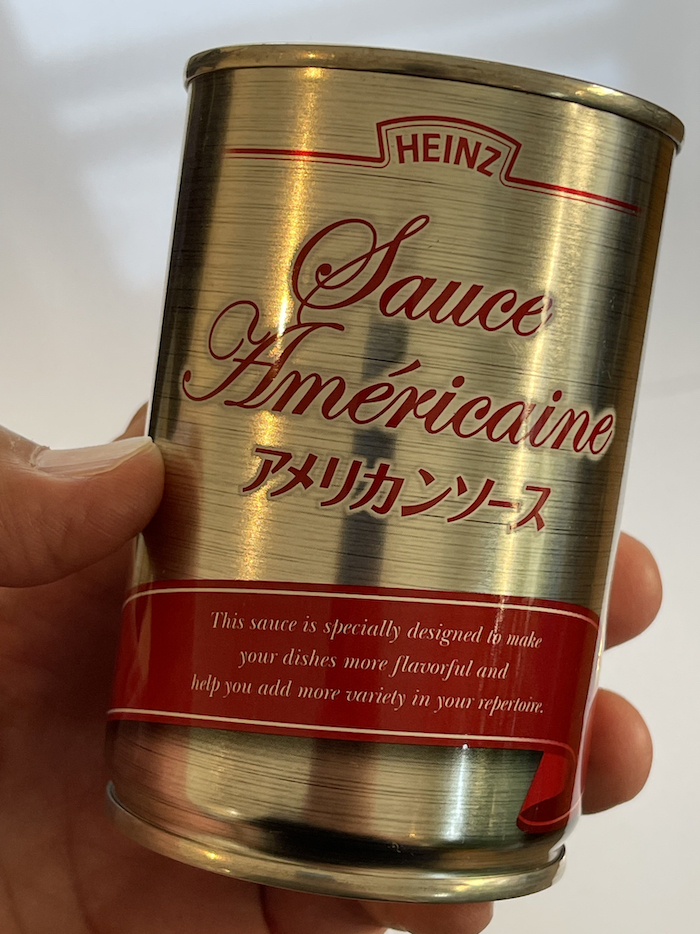 HEINZ
Sauce
Américaine
アメリカンソース
This sauce is specially designed to make
your dishes more flavorful and
help you add more variety in your repertoire.